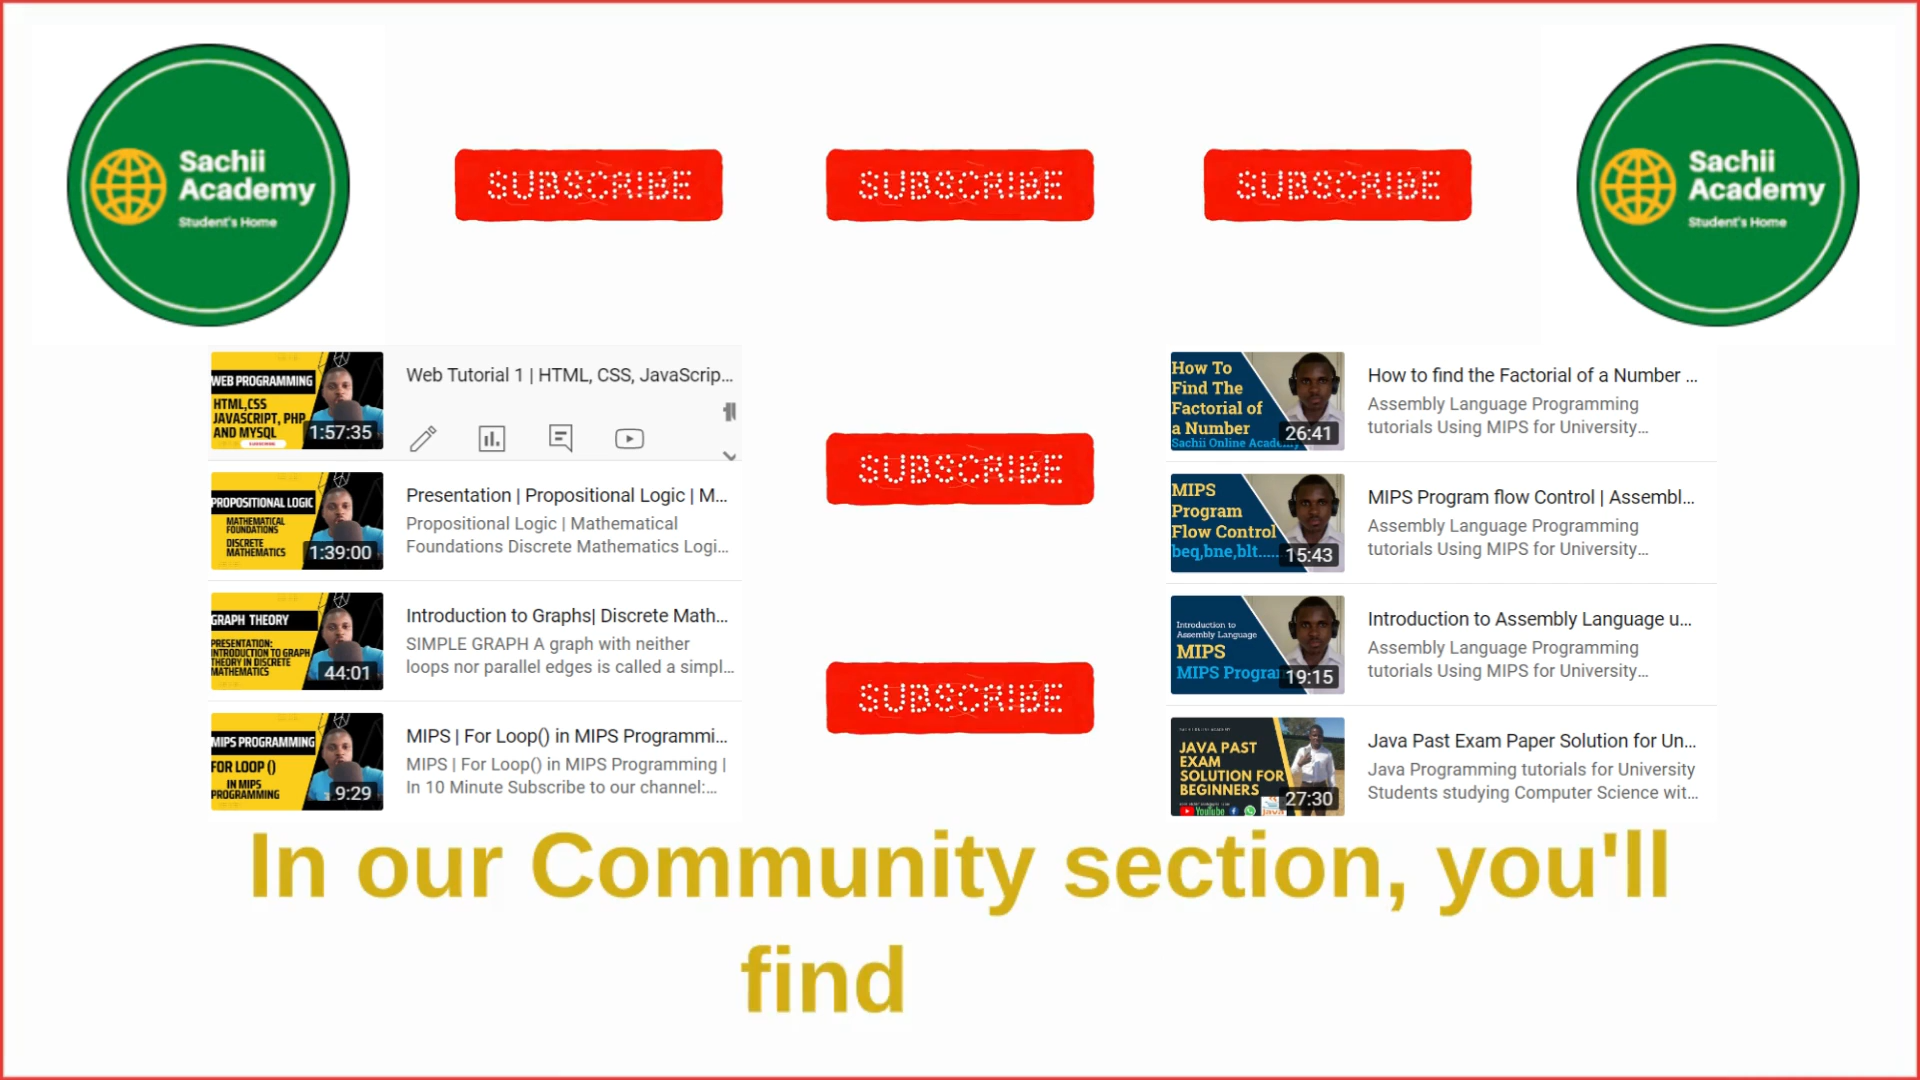 Sachii
Academy
Student's Home
SUBSCRIBE
SUBSCRIBE
SUBSCRIBE
Sachii
Academy
Student's Home
WEB PROGRAMMING
HTML,CSS
JAVASCRIPT, PHP
AND MYSQL
1:57:35
Web Tutorial 1 | HTML, CSS, JavaScrip...
PROPOSITIONAL LOGIC
MATHEMATICAL
FOUNDATIONS
DISCRETE
MATHEMATICS
1:39:00
Presentation | Propositional Logic | M...
Propositional Logic | Mathematical
Foundations Discrete Mathematics Logi...
GRAPH THEORY
PRESENTATION:
INTRODUCTION TO GRAPH
THEORY IN DISCRETE
MATHEMATICS
44:01
Introduction to Graphs| Discrete Math...
SIMPLE GRAPH A graph with neither
loops nor parallel edges is called a simpl...
MIPS PROGRAMMING
FOR LOOP ()
IN MIPS
PROGRAMMING
9:29
MIPS | For Loop() in MIPS Programmi...
MIPS | For Loop() in MIPS Programming |
In 10 Minute Subscribe to our channel:...
SUBSCRIBE
SUBSCRIBE
How To
Find The
Factorial of
a Number
Sachii Online Academy
26:41
How to find the Factorial of a Number ...
Assembly Language Programming
tutorials Using MIPS for University...
MIPS
Program
Flow Control
beq,bne,blt.....
15:43
MIPS Program flow Control | Assembl...
Assembly Language Programming
tutorials Using MIPS for University...
Introduction to
Assembly Language
MIPS
MIPS Progra
19:15
Introduction to Assembly Language u...
Assembly Language Programming
tutorials Using MIPS for University...
JAVA PAST
EXAM
SOLUTION FOR
BEGINNERS
YouTube
Java
27:30
Java Past Exam Paper Solution for Un...
Java Programming tutorials for University
Students studying Computer Science wit...
In our Community section, you'll
find